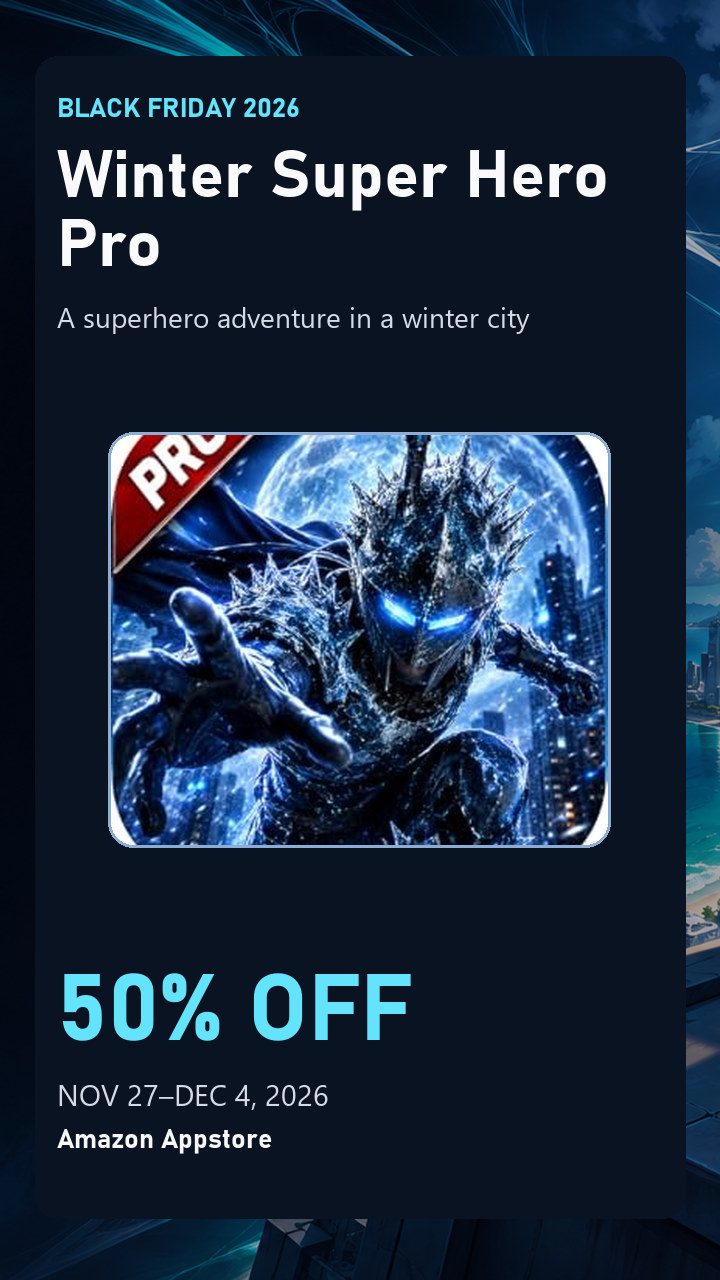 BLACK FRIDAY 2026
Winter Super Hero
Pro
A superhero adventure in a winter city
PRO
50% OFF
NOV 27–DEC 4, 2026
Amazon Appstore